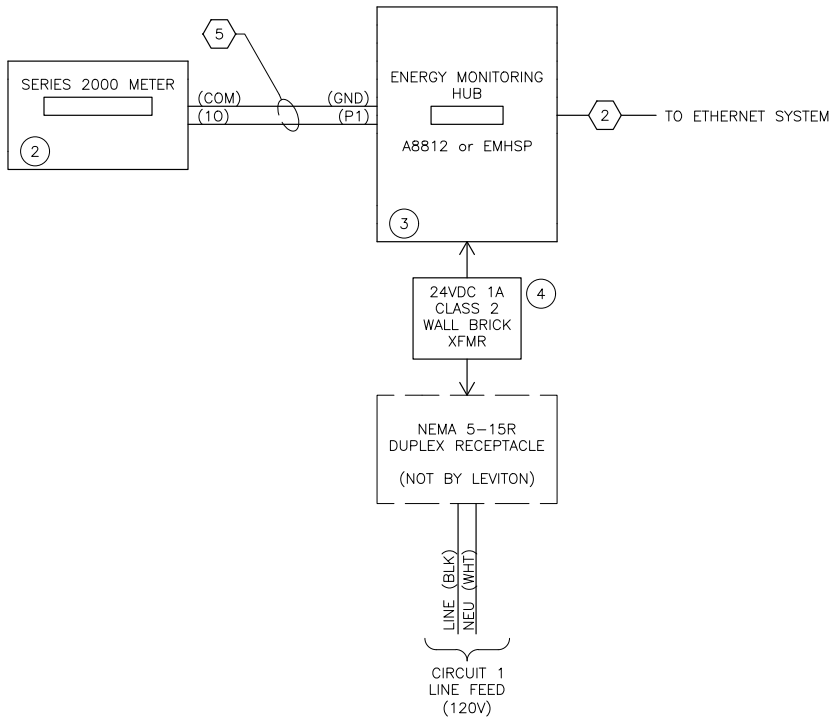 5
SERIES 2000 METER
(COM)
(10)
2
(GND)
(P1)
ENERGY MONITORING
HUB
A8812 or EMHSP
3
2
TO ETHERNET SYSTEM
24VDC 1A
CLASS 2
WALL BRICK
XFMR
4
NEMA 5-15R
DUPLEX RECEPTACLE
(NOT BY LEVITON)
LINE (BLK)
NEU (WHT)
CIRCUIT 1
LINE FEED
(120V)